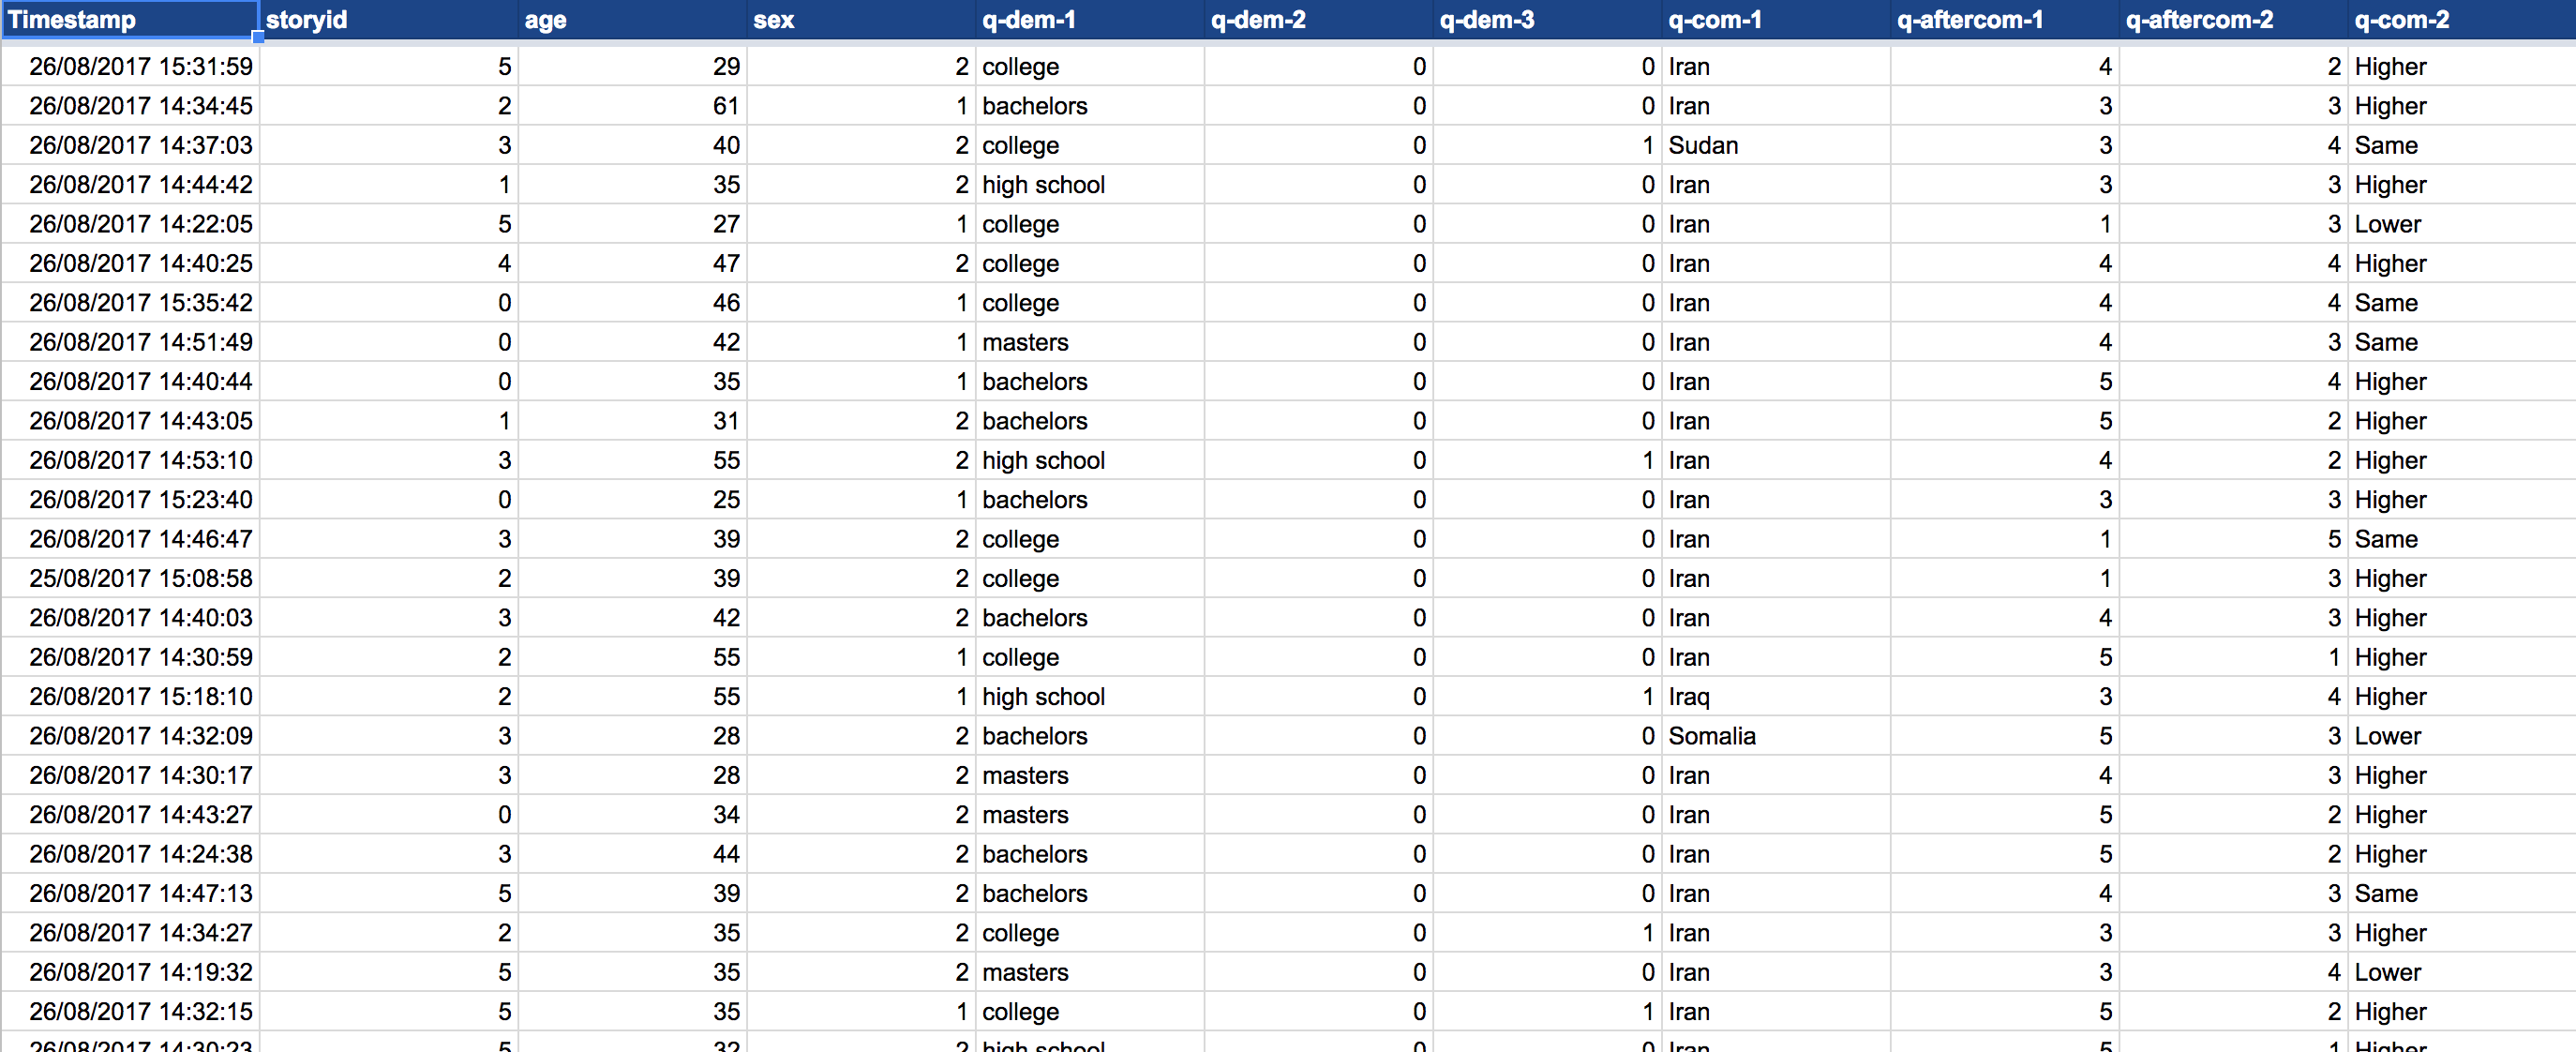 Timestamp storyid age sex q-dem-1 q-dem-2 q-dem-3 q-com-1 q-aftercom-1 q-aftercom-2 q-com-2
26/08/2017 15:31:59 5 29 2 college 0 0 Iran 4 2 Higher
26/08/2017 14:34:45 2 61 1 bachelors 0 0 Iran 3 3 Higher
26/08/2017 14:37:03 3 40 2 college 0 1 Sudan 3 4 Same
26/08/2017 14:44:42 1 35 2 high school 0 0 Iran 3 3 Higher
26/08/2017 14:22:05 5 27 1 college 0 0 Iran 1 3 Lower
26/08/2017 14:40:25 4 47 2 college 0 0 Iran 4 4 Higher
26/08/2017 15:35:42 0 46 1 college 0 0 Iran 4 4 Same
26/08/2017 14:51:49 0 42 1 masters 0 0 Iran 4 3 Same
26/08/2017 14:40:44 0 35 1 bachelors 0 0 Iran 5 4 Higher
26/08/2017 14:43:05 1 31 2 bachelors 0 0 Iran 5 2 Higher
26/08/2017 14:53:10 3 55 2 high school 0 1 Iran 4 2 Higher
26/08/2017 15:23:40 0 25 1 bachelors 0 0 Iran 3 3 Higher
26/08/2017 14:46:47 3 39 2 college 0 0 Iran 1 5 Same
25/08/2017 15:08:58 2 39 2 college 0 0 Iran 1 3 Higher
26/08/2017 14:40:03 3 42 2 bachelors 0 0 Iran 4 3 Higher
26/08/2017 14:30:59 2 55 1 college 0 0 Iran 5 1 Higher
26/08/2017 15:18:10 2 55 1 high school 0 1 Iraq 3 4 Higher
26/08/2017 14:32:09 3 28 2 bachelors 0 0 Somalia 5 3 Lower
26/08/2017 14:30:17 3 28 2 masters 0 0 Iran 4 3 Higher
26/08/2017 14:43:27 0 34 2 masters 0 0 Iran 5 2 Higher
26/08/2017 14:24:38 3 44 2 bachelors 0 0 Iran 5 2 Higher
26/08/2017 14:47:13 5 39 2 bachelors 0 0 Iran 4 3 Same
26/08/2017 14:34:27 2 35 2 college 0 1 Iran 3 3 Higher
26/08/2017 14:19:32 5 35 2 masters 0 0 Iran 3 4 Lower
26/08/2017 14:32:15 5 35 1 college 0 1 Iran 5 2 Higher
26/08/2017 14:30:23 5 32 2 high school 0 0 Iran 5 1 Higher